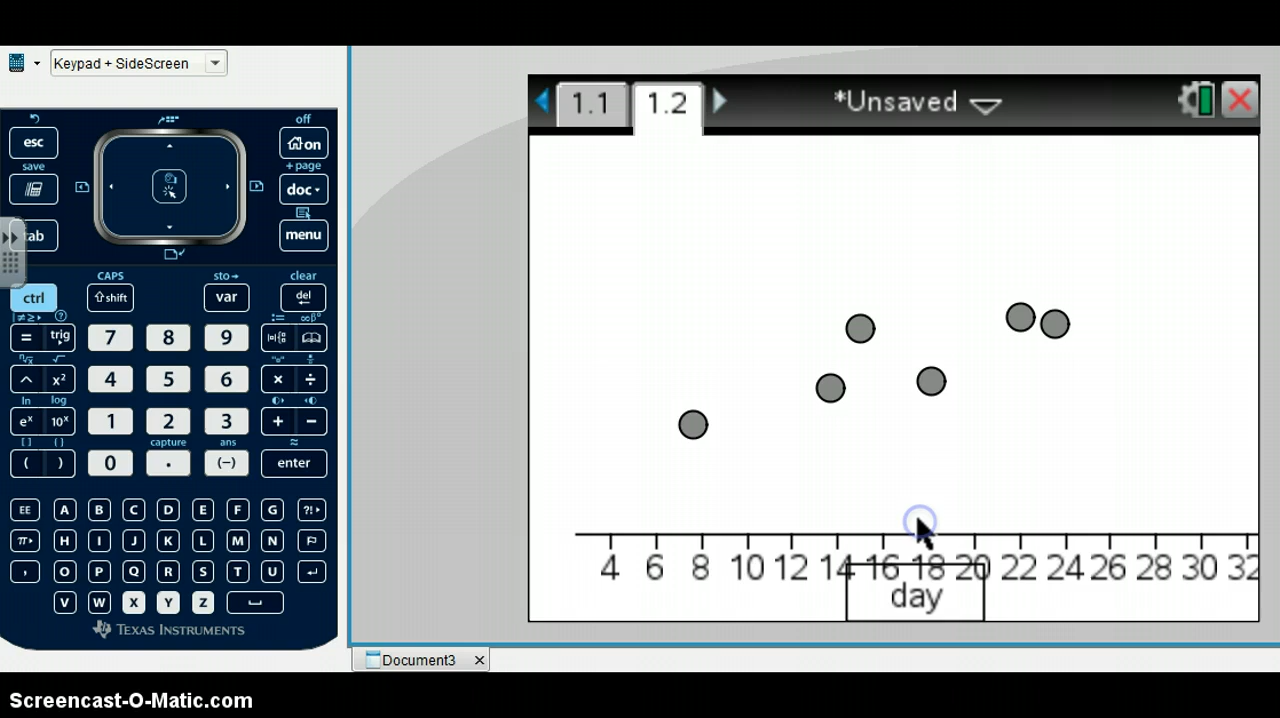 Keypad + SideScreen
1.1 1.2 *Unsaved
off
esc on
save + page
doc
tab menu
CAPS sto→ clear
ctrl ⇧shift var del
= trig 7 8 9
^ x² 4 5 6 × ÷
ln log
eˣ 10ˣ 1 2 3 + −
[ ] { } capture ans ≈
( ) 0 . (−) enter
EE A B C D E F G ?!▸
π▸ H I J K L M N
, O P Q R S T U ↵
V W X Y Z
TEXAS INSTRUMENTS
4 6 8 10 12 14 16 18 20 22 24 26 28 30 32
day
Document3
Screencast-O-Matic.com